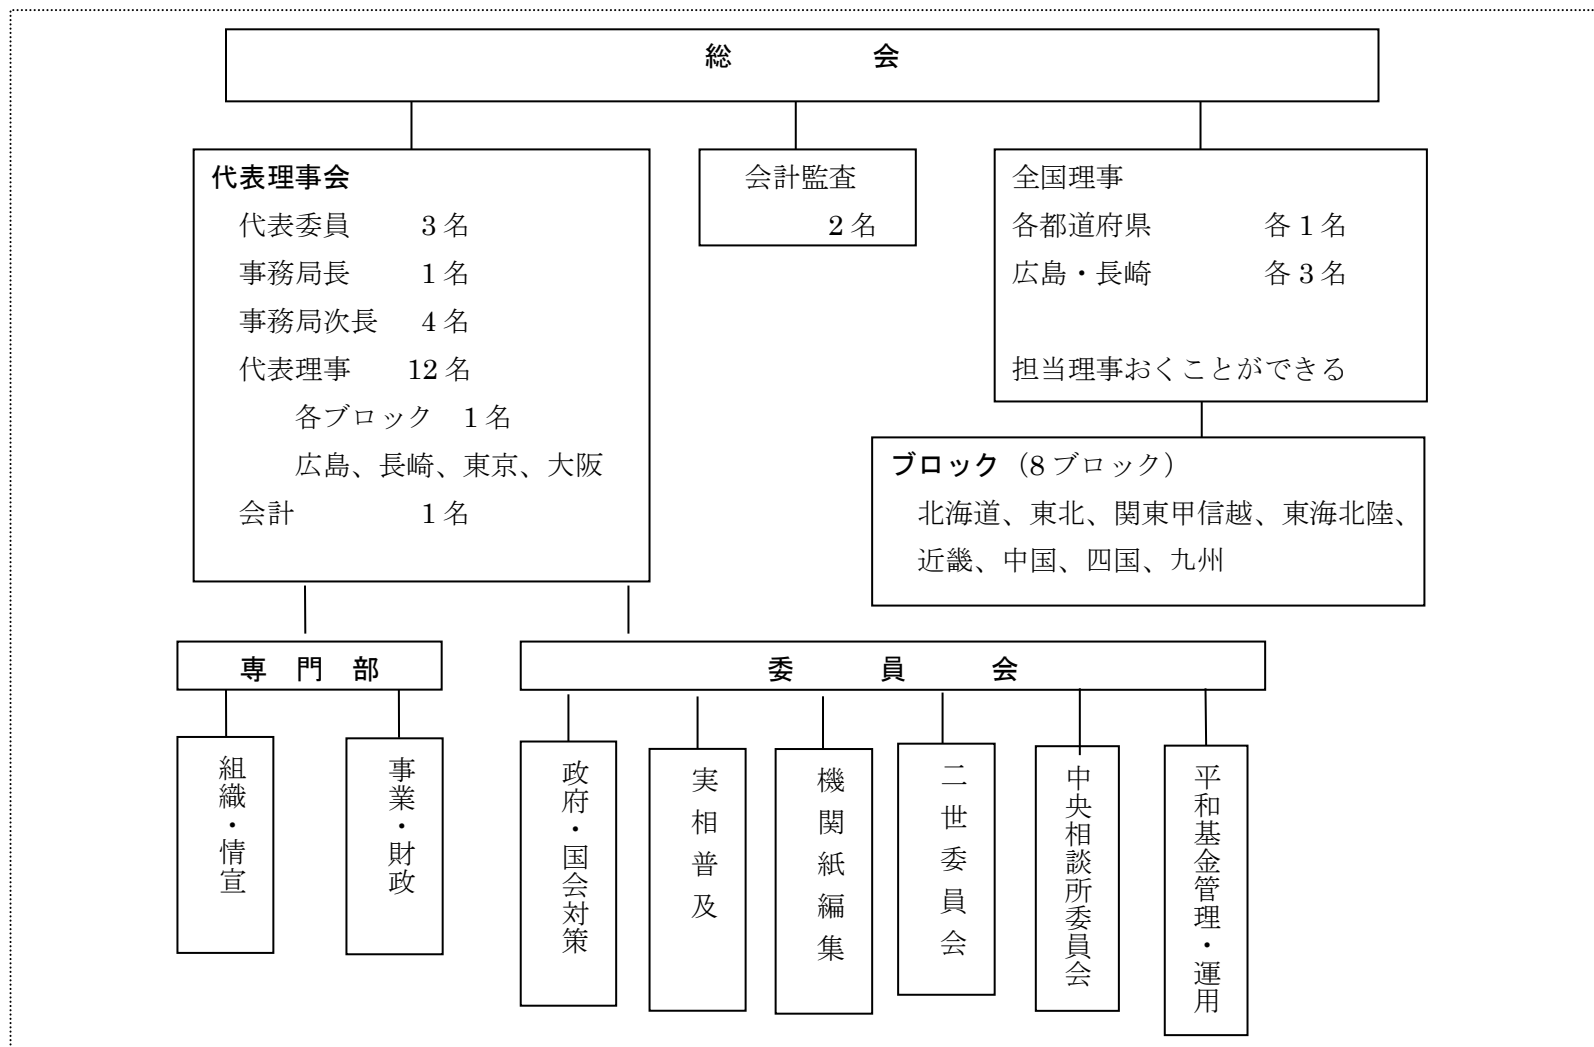 総 会
代表理事会
代表委員 3名
事務局長 1名
事務局次長 4名
代表理事 12名
各ブロック 1名
広島、長崎、東京、大阪
会計 1名
会計監査
2名
全国理事
各都道府県 各1名
広島・長崎 各3名
担当理事おくことができる
ブロック（8ブロック）
北海道、東北、関東甲信越、東海北陸、
近畿、中国、四国、九州
専 門 部
組織・情宣
事業・財政
委 員 会
政府・国会対策
実相普及
機関紙編集
二世委員会
中央相談所委員会
平和基金管理・運用